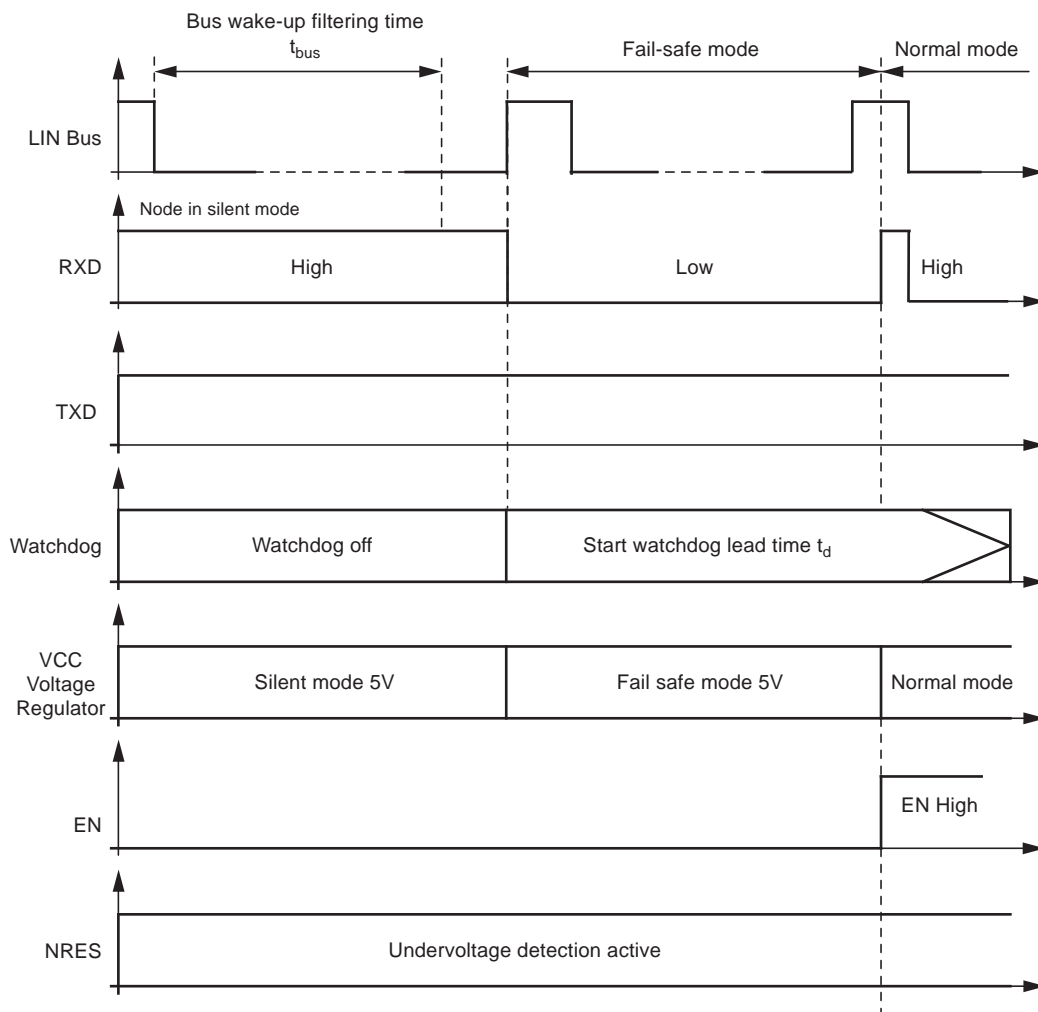 Bus wake-up filtering time
t_bus
Fail-safe mode
Normal mode
LIN Bus
Node in silent mode
RXD
High
Low
High
TXD
Watchdog
Watchdog off
Start watchdog lead time t_d
VCC
Voltage
Regulator
Silent mode 5V
Fail safe mode 5V
Normal mode
EN
EN High
NRES
Undervoltage detection active